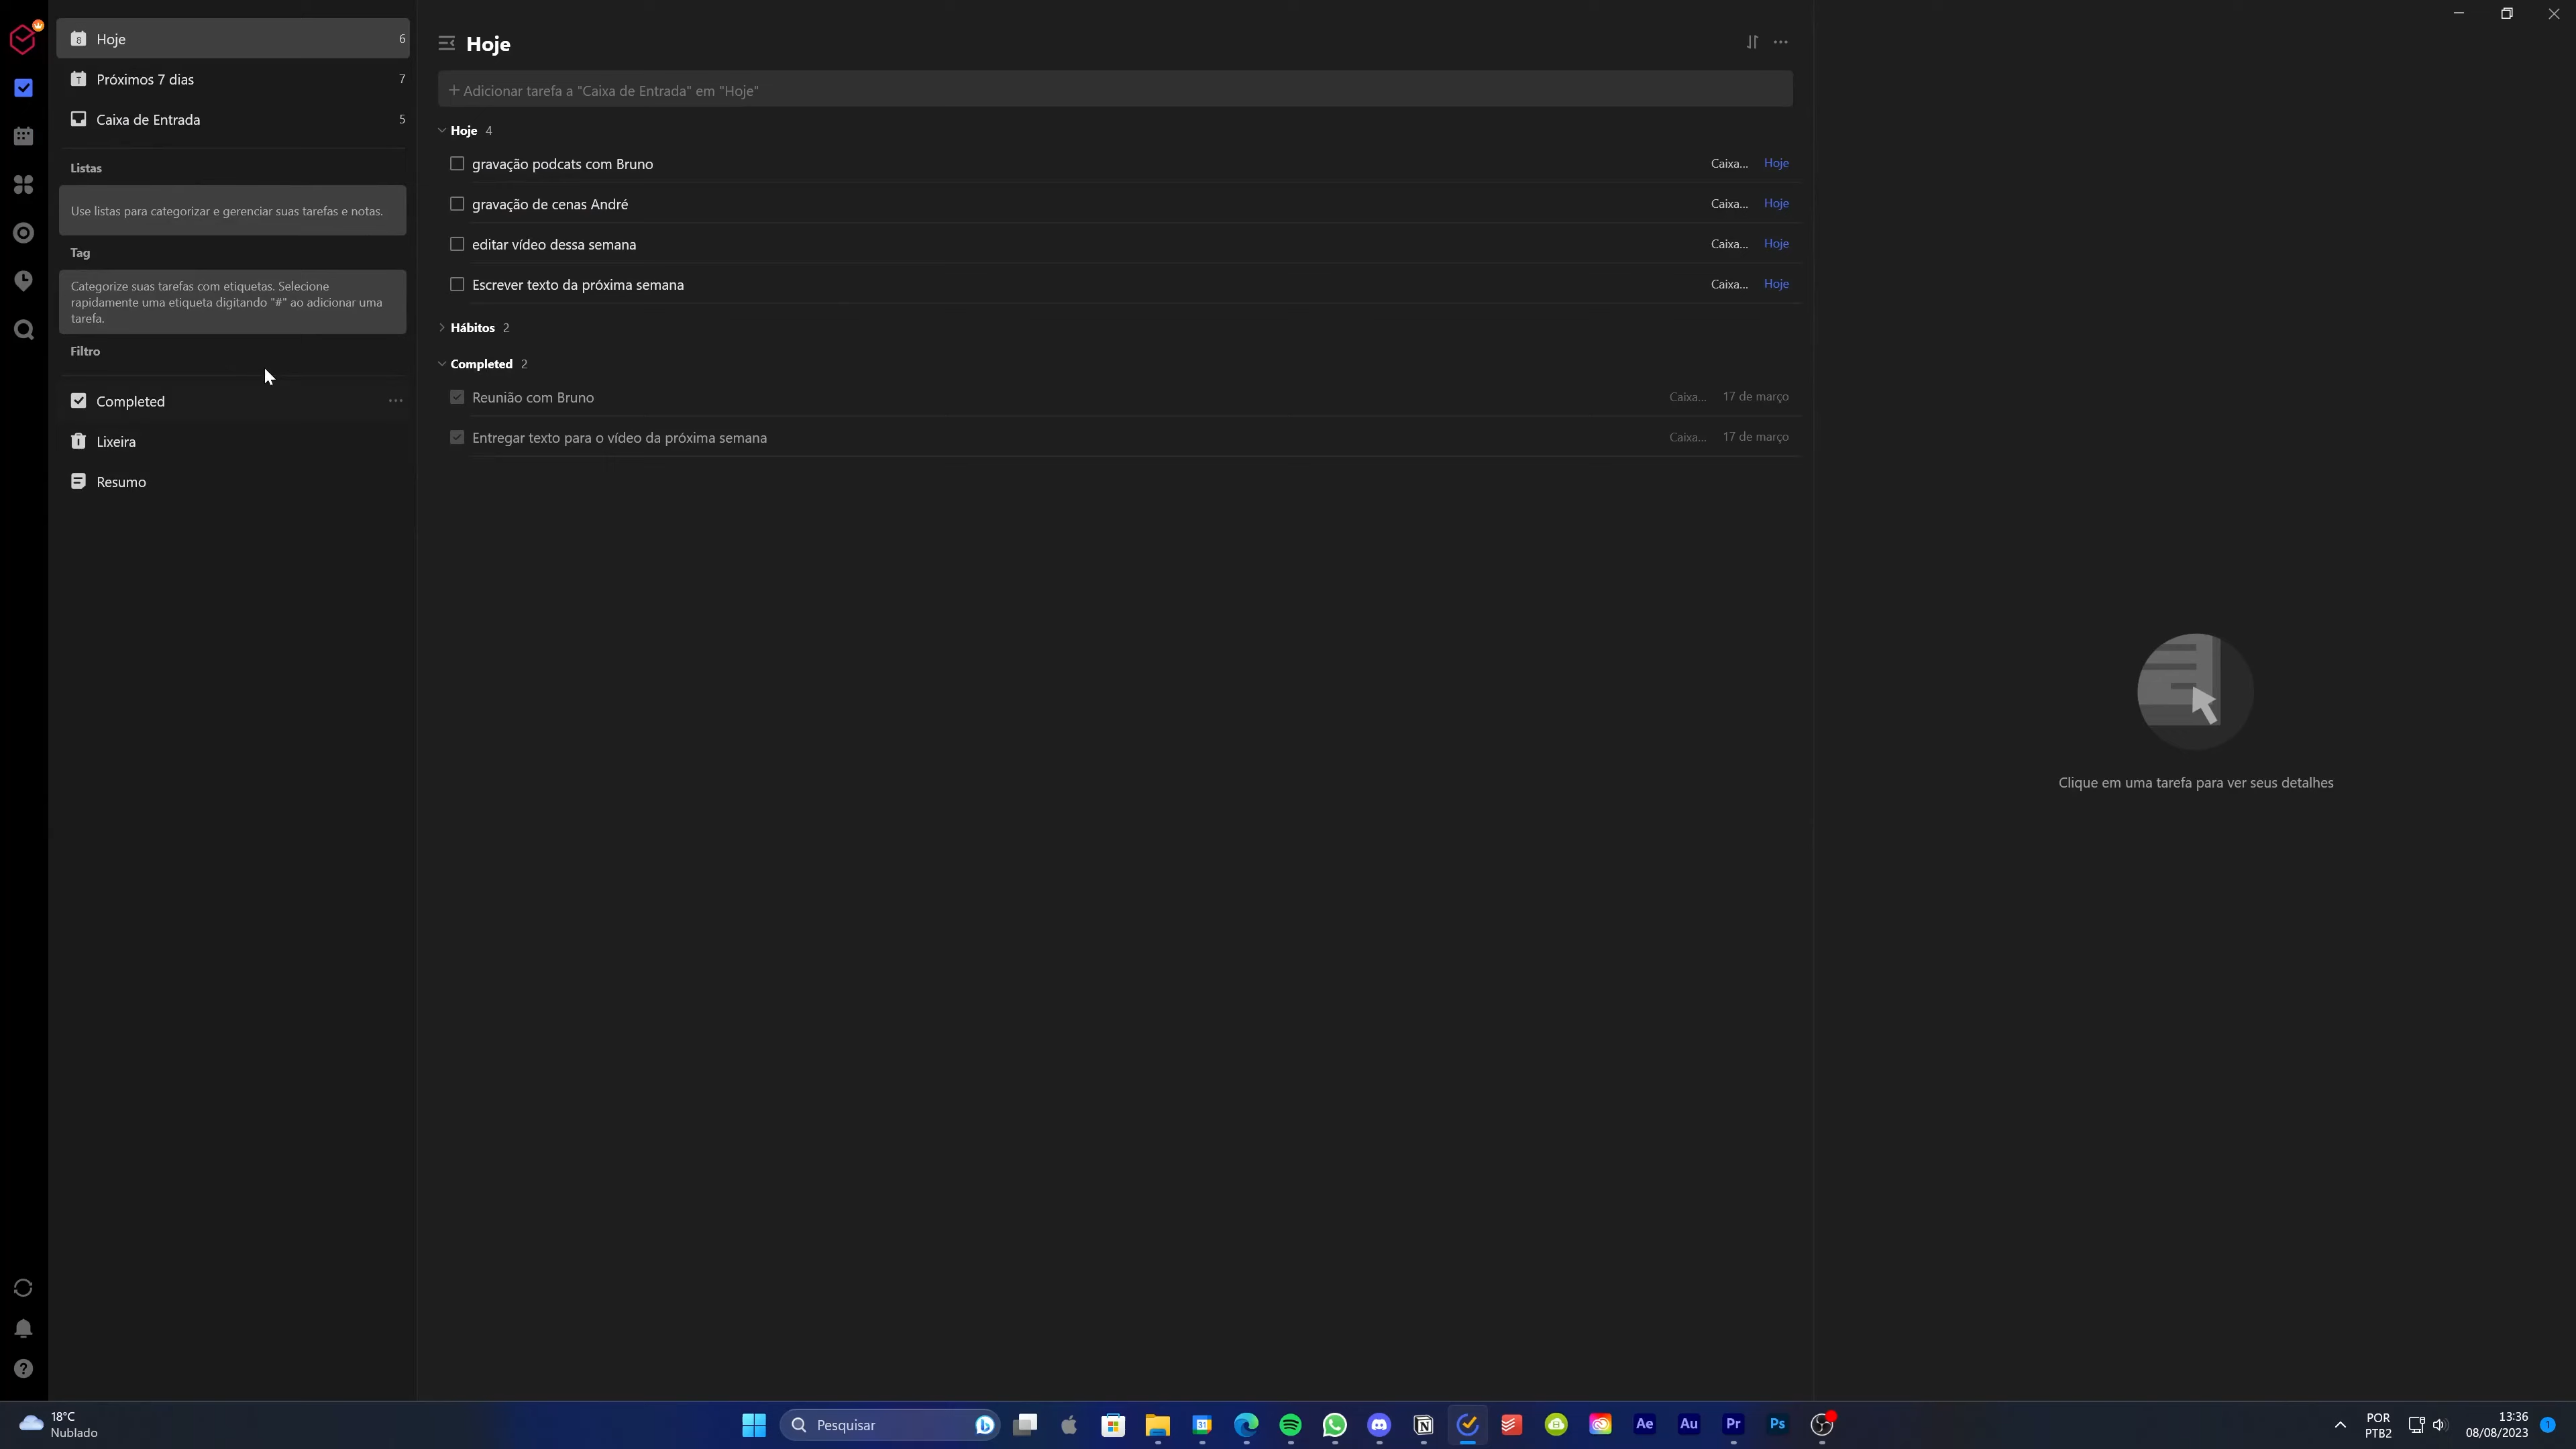 Hoje 6
Próximos 7 dias 7
Caixa de Entrada 5
Listas
Use listas para categorizar e gerenciar suas tarefas e notas.
Tag
Categorize suas tarefas com etiquetas. Selecione
rapidamente uma etiqueta digitando "#" ao adicionar uma
tarefa.
Filtro
Completed
Lixeira
Resumo
Hoje
+ Adicionar tarefa a "Caixa de Entrada" em "Hoje"
Hoje 4
gravação podcats com Bruno Caixa... Hoje
gravação de cenas André Caixa... Hoje
editar vídeo dessa semana Caixa... Hoje
Escrever texto da próxima semana Caixa... Hoje
Hábitos 2
Completed 2
Reunião com Bruno Caixa... 17 de março
Entregar texto para o vídeo da próxima semana Caixa... 17 de março
Clique em uma tarefa para ver seus detalhes
18°C
Nublado
Pesquisar
31
Ae
Au
Pr
Ps
POR
PTB2
13:36
08/08/2023
1